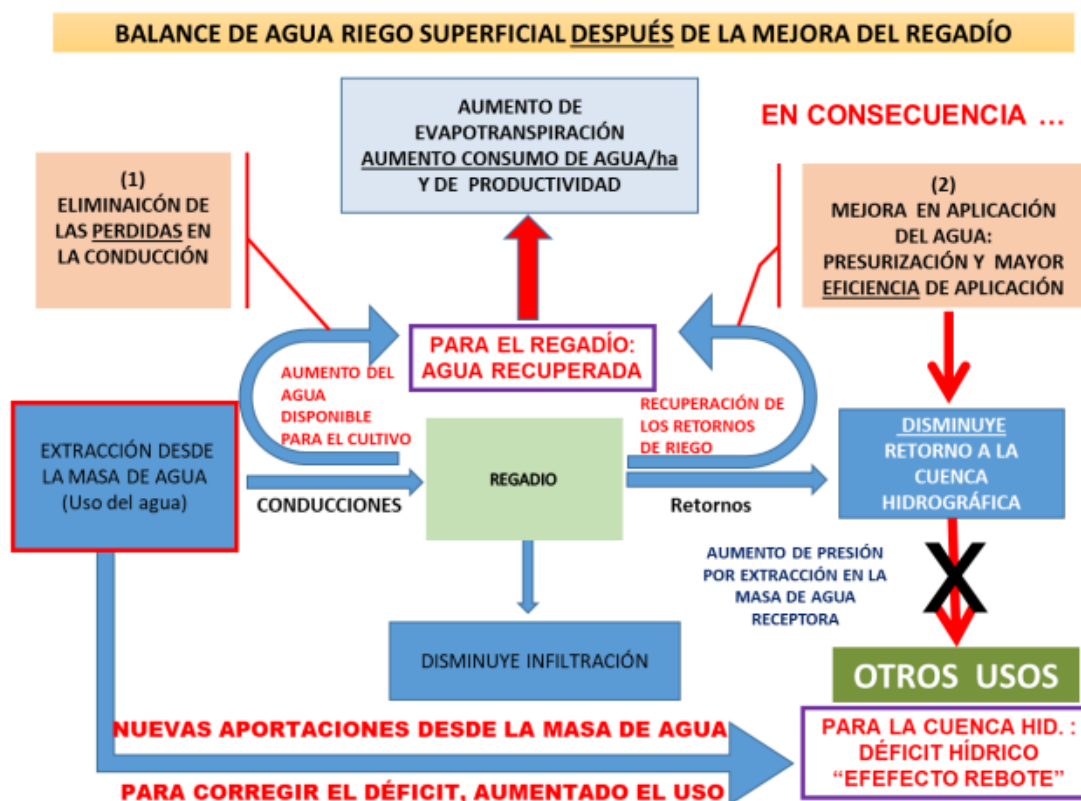 BALANCE DE AGUA RIEGO SUPERFICIAL DESPUÉS DE LA MEJORA DEL REGADÍO
AUMENTO DE
EVAPOTRANSPIRACIÓN
AUMENTO CONSUMO DE AGUA/ha
Y DE PRODUCTIVIDAD
EN CONSECUENCIA ...
(1)
ELIMINAICÓN DE
LAS PERDIDAS EN
LA CONDUCCIÓN
(2)
MEJORA EN APLICACIÓN
DEL AGUA:
PRESURIZACIÓN Y MAYOR
EFICIENCIA DE APLICACIÓN
PARA EL REGADÍO:
AGUA RECUPERADA
AUMENTO DEL
AGUA
DISPONIBLE
PARA EL CULTIVO
RECUPERACIÓN DE
LOS RETORNOS
DE RIEGO
EXTRACCIÓN DESDE
LA MASA DE AGUA
(Uso del agua)
CONDUCCIONES
REGADIO
Retornos
DISMINUYE
RETORNO A LA
CUENCA
HIDROGRÁFICA
AUMENTO DE PRESIÓN
POR EXTRACCIÓN EN LA
MASA DE AGUA
RECEPTORA
X
DISMINUYE INFILTRACIÓN
OTROS USOS
NUEVAS APORTACIONES DESDE LA MASA DE AGUA
PARA CORREGIR EL DÉFICIT, AUMENTADO EL USO
PARA LA CUENCA HID. :
DÉFICIT HÍDRICO
“EFEFECTO REBOTE”